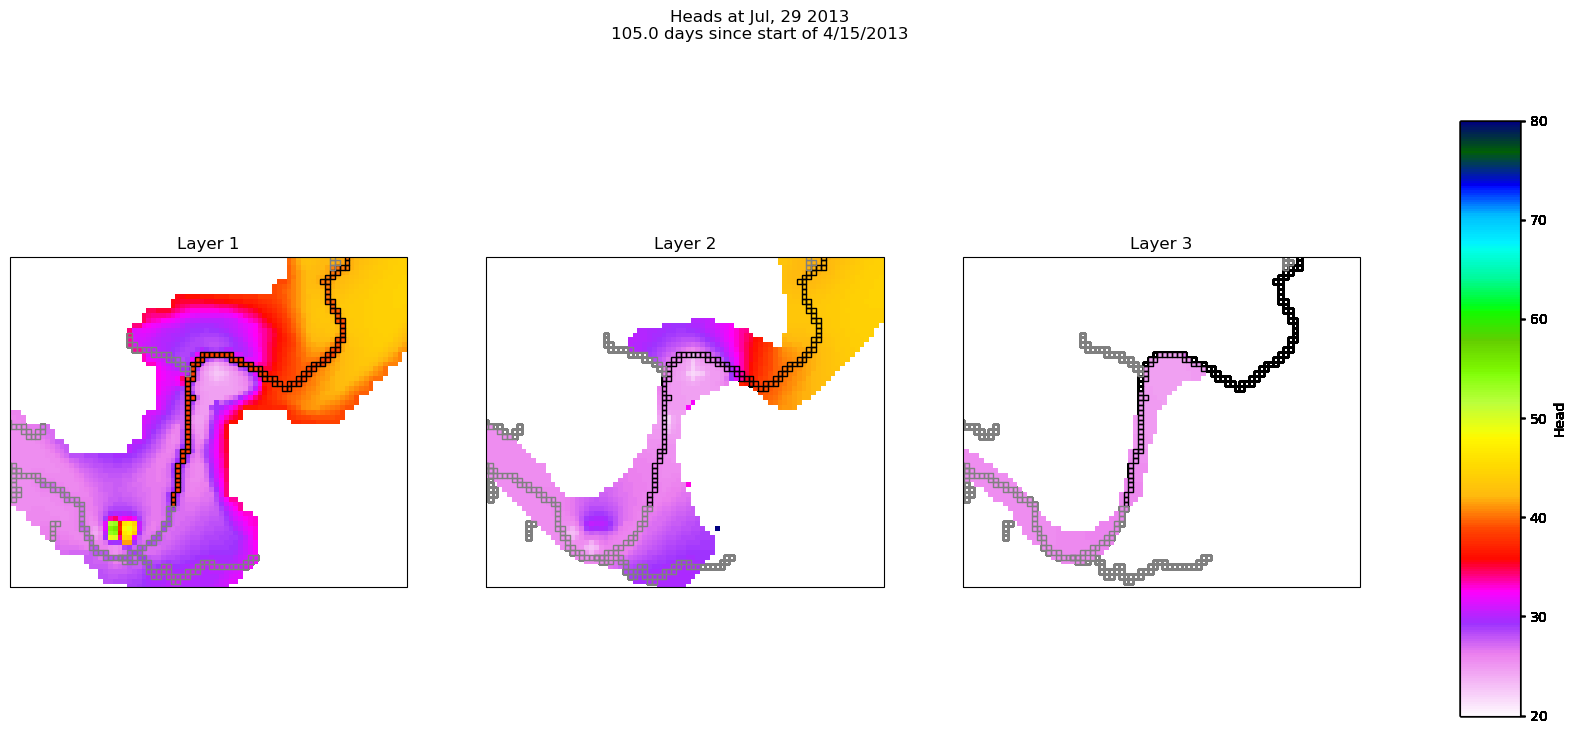 Heads at Jul, 29 2013
105.0 days since start of 4/15/2013
Layer 1
Layer 2
Layer 3
80
70
60
50
40
30
20
Head